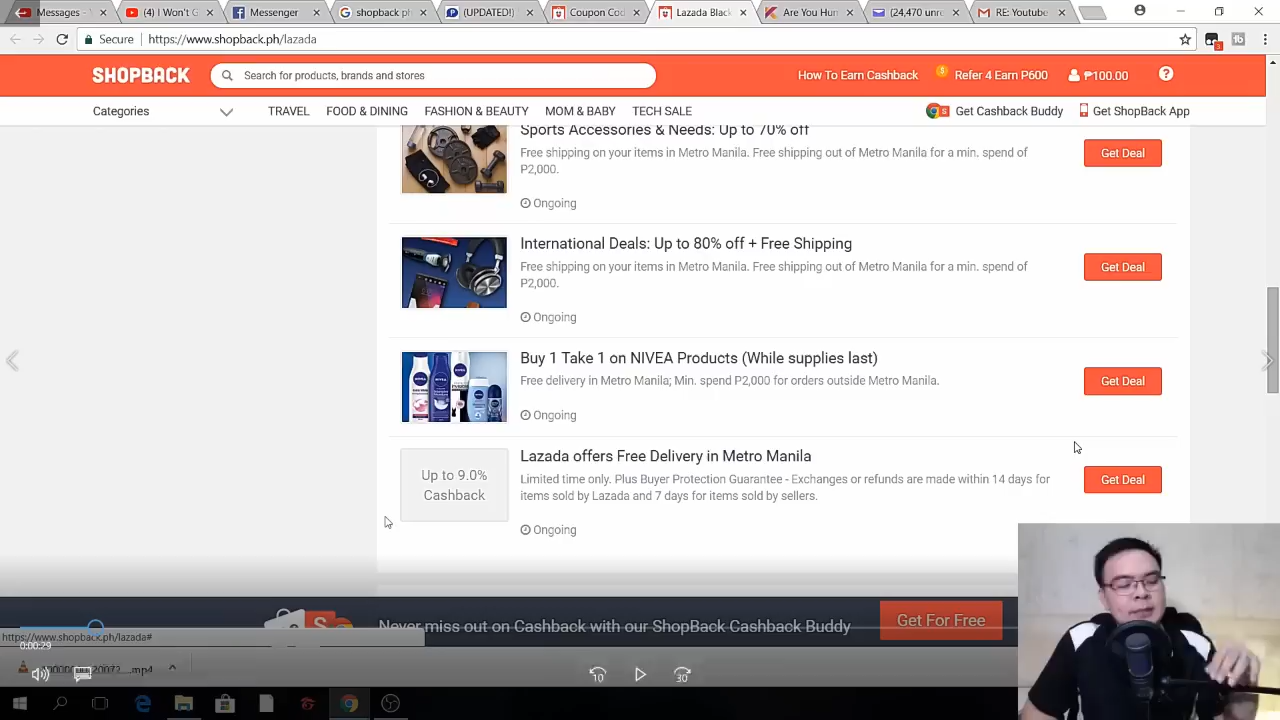 Messages -
(4) I Won't G
Messenger
shopback ph
(UPDATED!)
Coupon Cod
Lazada Blac
Are You Hun
(24,470 unre
RE: Youtube
Secure
https://www.shopback.ph/lazada
3
SHOPBACK
Search for products, brands and stores
How To Earn Cashback
Refer 4 Earn P600
₱100.00
Categories
TRAVEL
FOOD & DINING
FASHION & BEAUTY
MOM & BABY
TECH SALE
Get Cashback Buddy
Get ShopBack App
Sports Accessories & Needs: Up to 70% off
Free shipping on your items in Metro Manila. Free shipping out of Metro Manila for a min. spend of
P2,000.
Ongoing
Get Deal
International Deals: Up to 80% off + Free Shipping
Free shipping on your items in Metro Manila. Free shipping out of Metro Manila for a min. spend of
P2,000.
Ongoing
Get Deal
Buy 1 Take 1 on NIVEA Products (While supplies last)
Free delivery in Metro Manila; Min. spend P2,000 for orders outside Metro Manila.
Ongoing
Get Deal
Up to 9.0%
Cashback
Lazada offers Free Delivery in Metro Manila
Limited time only. Plus Buyer Protection Guarantee - Exchanges or refunds are made within 14 days for
items sold by Lazada and 7 days for items sold by sellers.
Ongoing
Get Deal
Never miss out on Cashback with our ShopBack Cashback Buddy
Get For Free
https://www.shopback.ph/lazada#
0:00:29
10
30